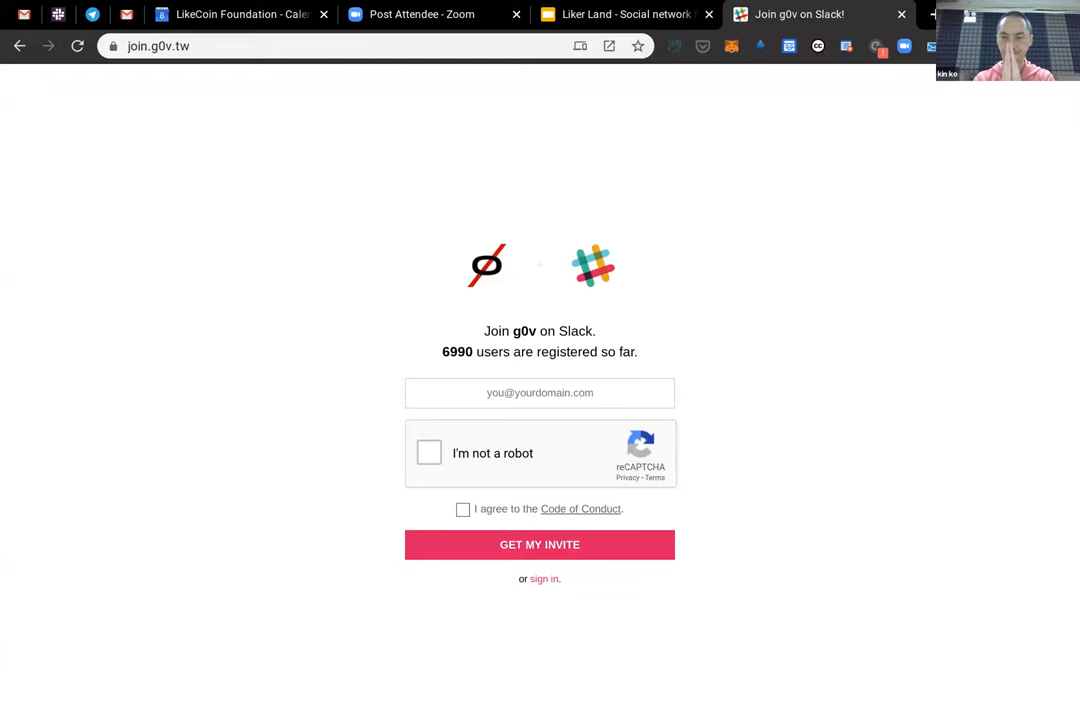 LikeCoin Foundation - Calen
Post Attendee - Zoom
Liker Land - Social network f
Join g0v on Slack!
join.g0v.tw
kin ko
Join g0v on Slack.
6990 users are registered so far.
you@yourdomain.com
I'm not a robot
reCAPTCHA
Privacy - Terms
I agree to the Code of Conduct.
GET MY INVITE
or sign in.